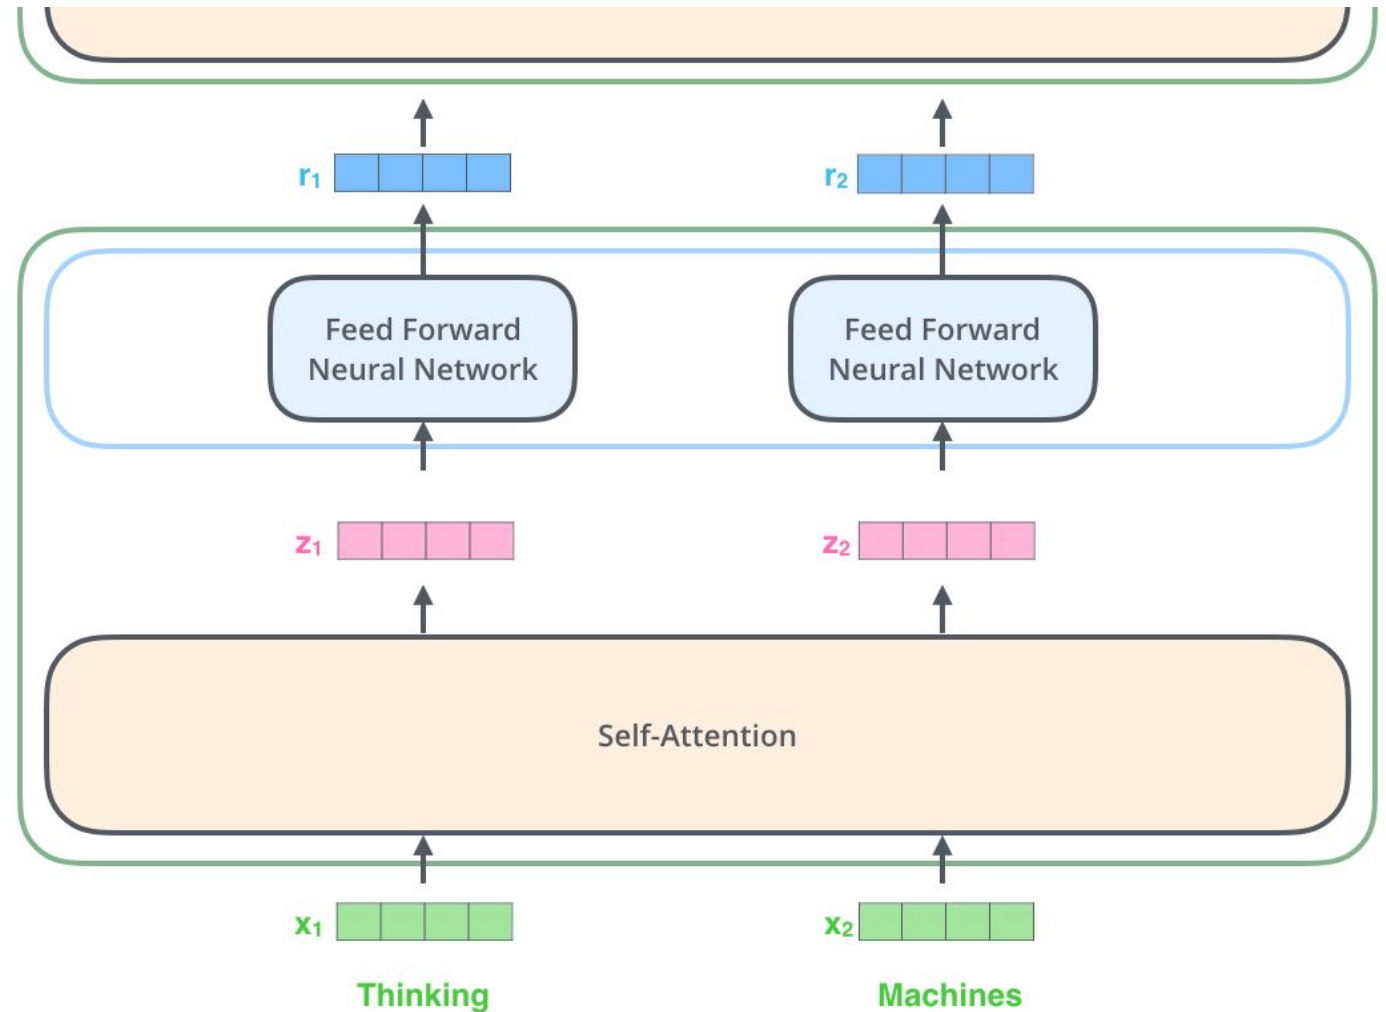 r₁
r₂
Feed Forward
Neural Network
Feed Forward
Neural Network
z₁
z₂
Self-Attention
x₁
x₂
Thinking
Machines